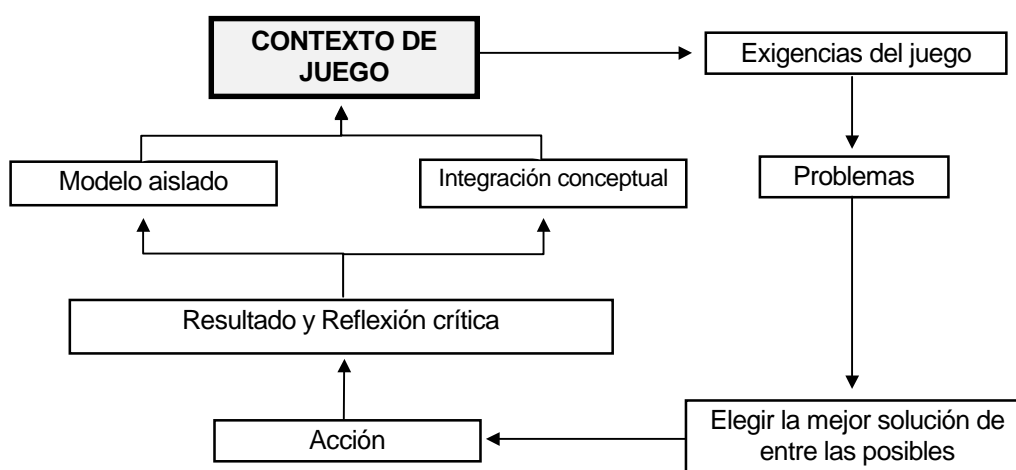 CONTEXTO DE
JUEGO
Exigencias del juego
Modelo aislado
Integración conceptual
Problemas
Resultado y Reflexión crítica
Acción
Elegir la mejor solución de
entre las posibles